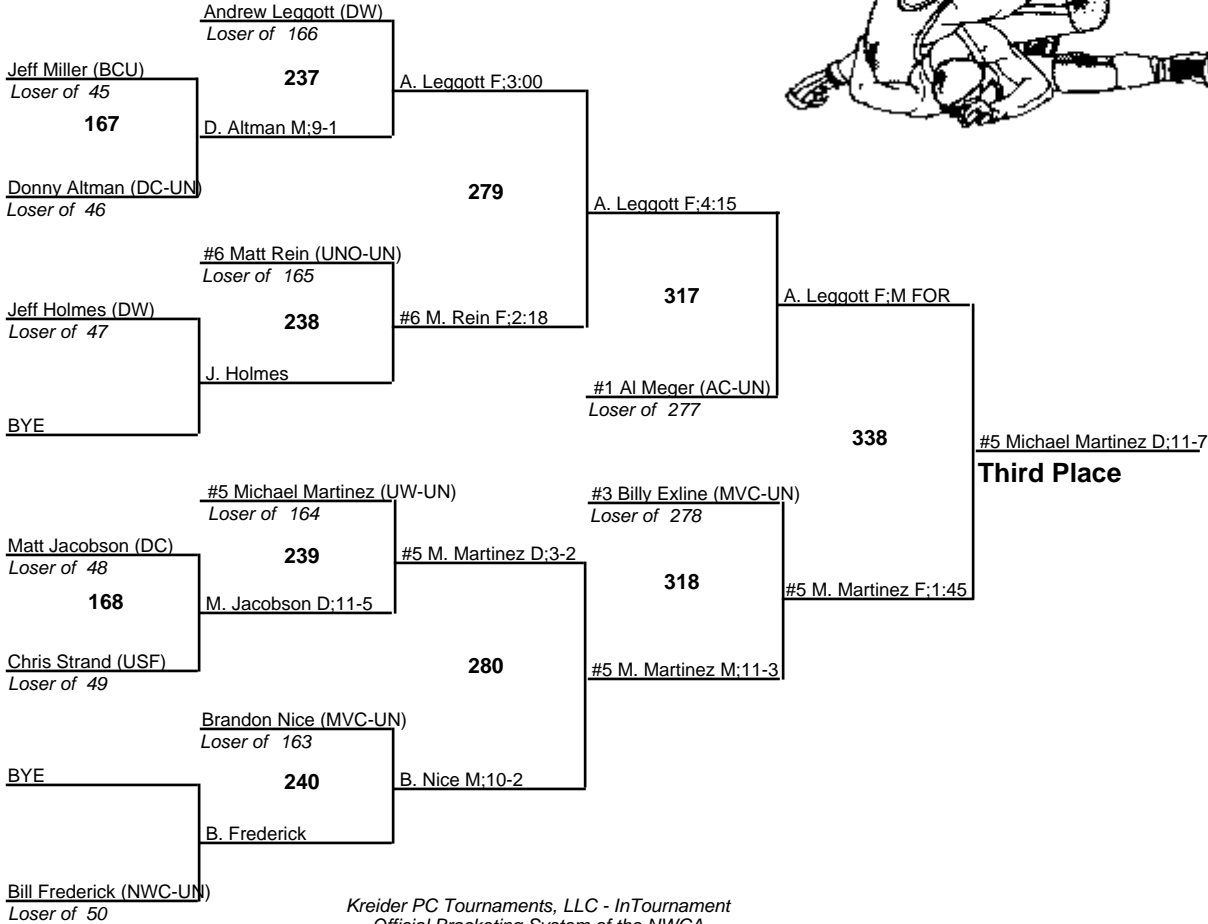 Andrew Leggott (DW)
Loser of 166
Jeff Miller (BCU)
Loser of 45
237
A. Leggott F;3:00
167
D. Altman M;9-1
Donny Altman (DC-UN)
Loser of 46
279
A. Leggott F;4:15
#6 Matt Rein (UNO-UN)
Loser of 165
Jeff Holmes (DW)
Loser of 47
238
#6 M. Rein F;2:18
317
A. Leggott F;M FOR
J. Holmes
#1 Al Meger (AC-UN)
Loser of 277
BYE
338
#5 Michael Martinez D;11-7
Third Place
#5 Michael Martinez (UW-UN)
Loser of 164
#3 Billy Exline (MVC-UN)
Loser of 278
Matt Jacobson (DC)
Loser of 48
239
#5 M. Martinez D;3-2
168
M. Jacobson D;11-5
318
#5 M. Martinez F;1:45
Chris Strand (USF)
Loser of 49
280
#5 M. Martinez M;11-3
Brandon Nice (MVC-UN)
Loser of 163
BYE
240
B. Nice M;10-2
B. Frederick
Bill Frederick (NWC-UN)
Loser of 50
Kreider PC Tournaments, LLC - InTournament
Official Bracketing System of the NWCA